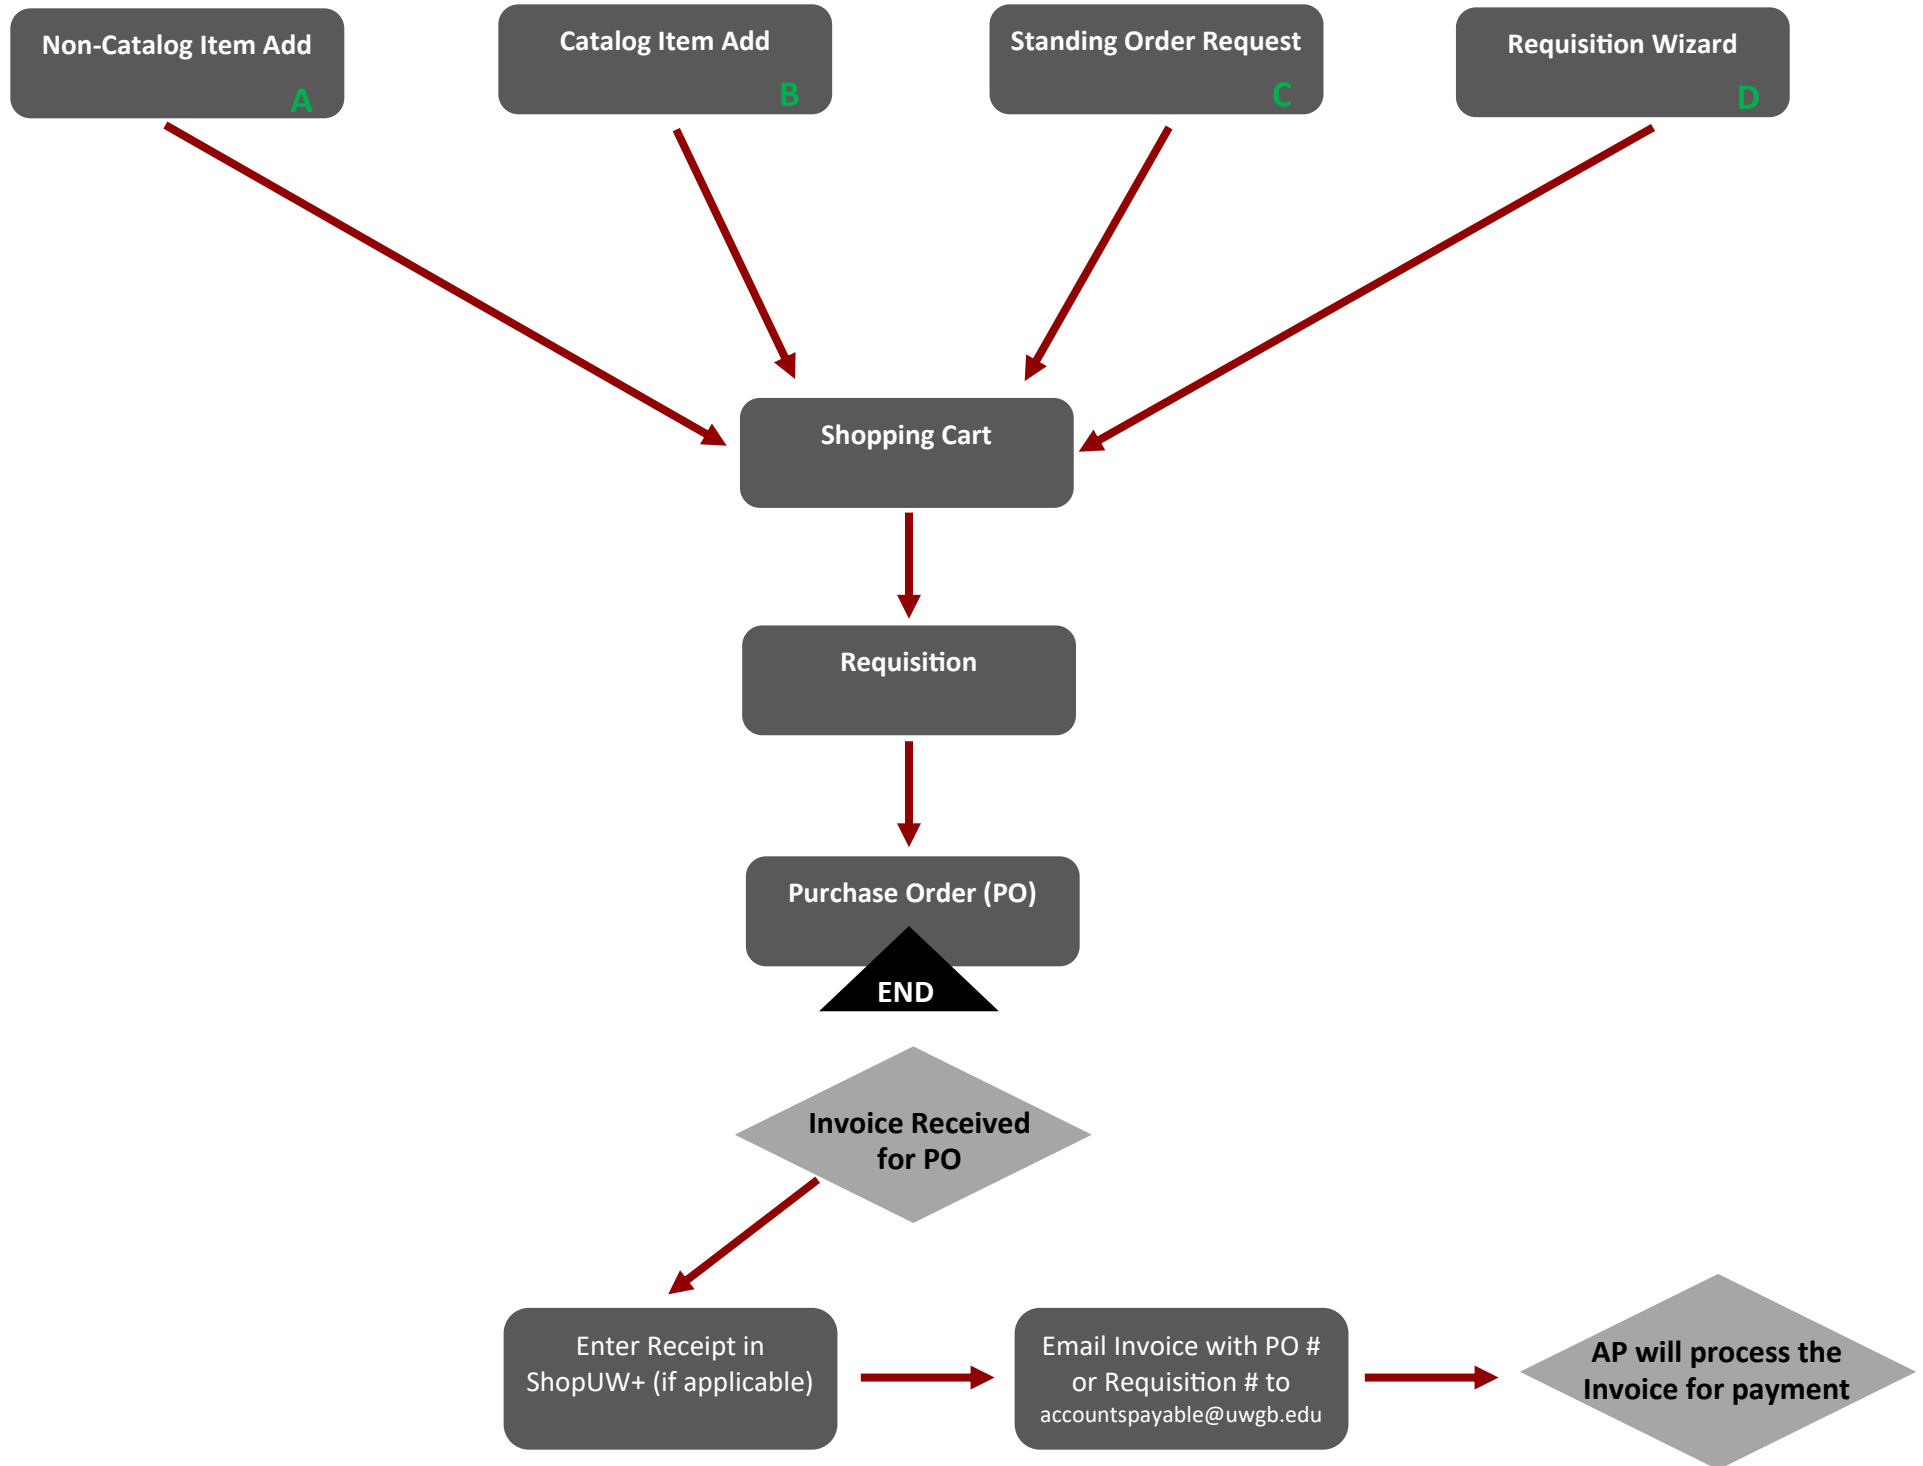 Non-Catalog Item Add
A
Catalog Item Add
B
Standing Order Request
C
Requisition Wizard
D
Shopping Cart
Requisition
Purchase Order (PO)
END
Invoice Received
for PO
Enter Receipt in
ShopUW+ (if applicable)
Email Invoice with PO #
or Requisition # to
accountspayable@uwgb.edu
AP will process the
Invoice for payment